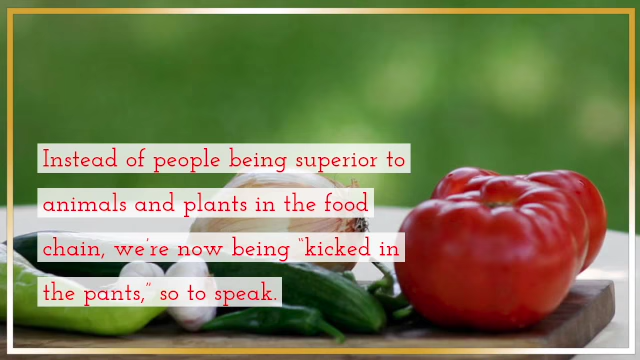 Instead of people being superior to
animals and plants in the food
chain, we're now being “kicked in
the pants,” so to speak.